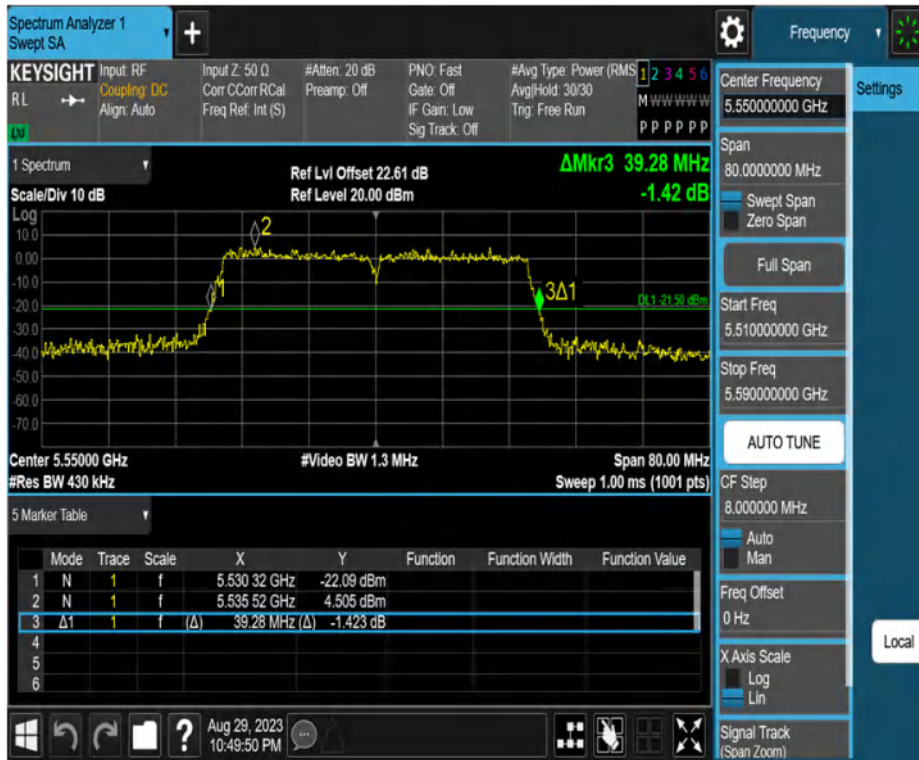 Spectrum Analyzer 1
Swept SA
+
Frequency
KEYSIGHT
RL
LXI
Input: RF
Coupling: DC
Align: Auto
Input Z: 50 Ω
Corr CCorr RCal
Freq Ref: Int (S)
#Atten: 20 dB
Preamp: Off
PNO: Fast
Gate: Off
IF Gain: Low
Sig Track: Off
#Avg Type: Power (RMS
Avg|Hold: 30/30
Trig: Free Run
1 2 3 4 5 6
M W W W W W
P P P P P P
1 Spectrum
Scale/Div 10 dB
Ref Lvl Offset 22.61 dB
Ref Level 20.00 dBm
ΔMkr3 39.28 MHz
-1.42 dB
Log
10.0
0.00
-10.0
-20.0
-30.0
-40.0
-50.0
-60.0
-70.0
2
1
3Δ1
DL1 -21.50 dBm
Center 5.55000 GHz
#Video BW 1.3 MHz
Span 80.00 MHz
#Res BW 430 kHz
Sweep 1.00 ms (1001 pts)
5 Marker Table
Mode Trace Scale X Y Function Function Width Function Value
1 N 1 f 5.530 32 GHz -22.09 dBm
2 N 1 f 5.535 52 GHz 4.505 dBm
3 Δ1 1 f (Δ) 39.28 MHz (Δ) -1.423 dB
4
5
6
?
Aug 29, 2023
10:49:50 PM
Center Frequency
5.550000000 GHz
Span
80.0000000 MHz
Swept Span
Zero Span
Full Span
Start Freq
5.510000000 GHz
Stop Freq
5.590000000 GHz
AUTO TUNE
CF Step
8.000000 MHz
Auto
Man
Freq Offset
0 Hz
X Axis Scale
Log
Lin
Signal Track
(Span Zoom)
Settings
Local